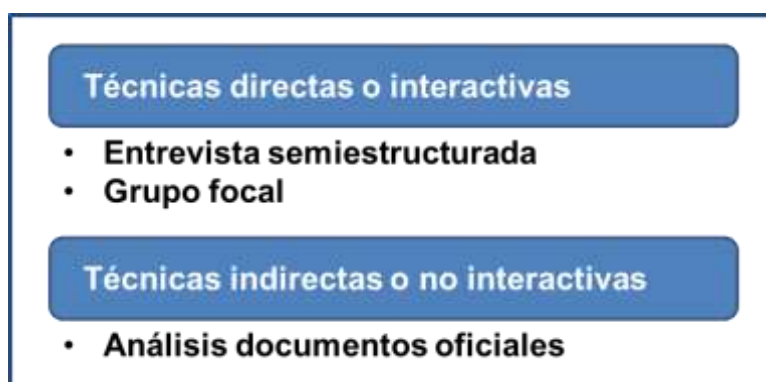 Técnicas directas o interactivas
• Entrevista semiestructurada
• Grupo focal
Técnicas indirectas o no interactivas
• Análisis documentos oficiales